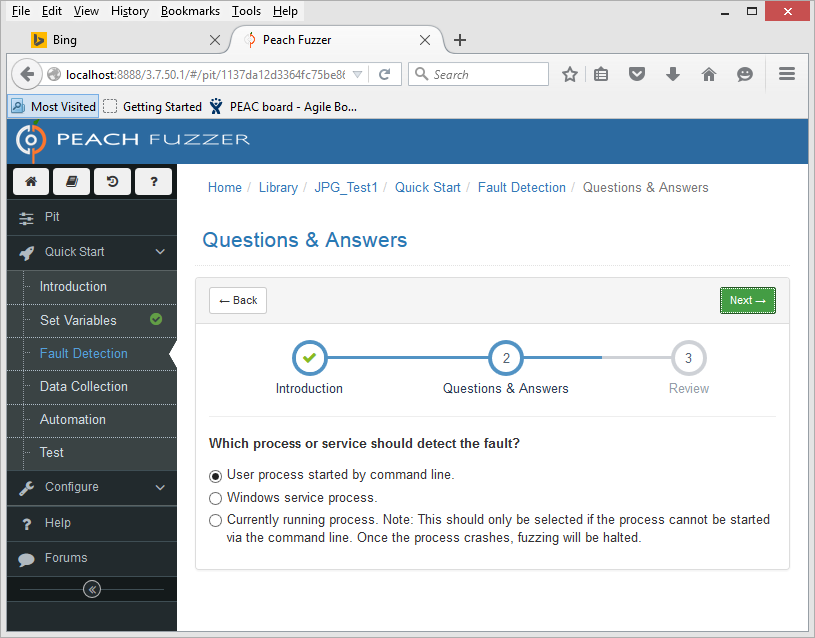 File Edit View History Bookmarks Tools Help
Bing
Peach Fuzzer
localhost:8888/3.7.50.1/#/pit/1137da12d3364fc75be86
Search
Most Visited Getting Started PEAC board - Agile Bo...
PEACH FUZZER
Home / Library / JPG_Test1 / Quick Start / Fault Detection / Questions & Answers
?
Pit
Quick Start
Introduction
Set Variables
Fault Detection
Data Collection
Automation
Test
Configure
? Help
Forums
«
Questions & Answers
← Back
Next →
2
3
Introduction
Questions & Answers
Review
Which process or service should detect the fault?
User process started by command line.
Windows service process.
Currently running process. Note: This should only be selected if the process cannot be started
via the command line. Once the process crashes, fuzzing will be halted.